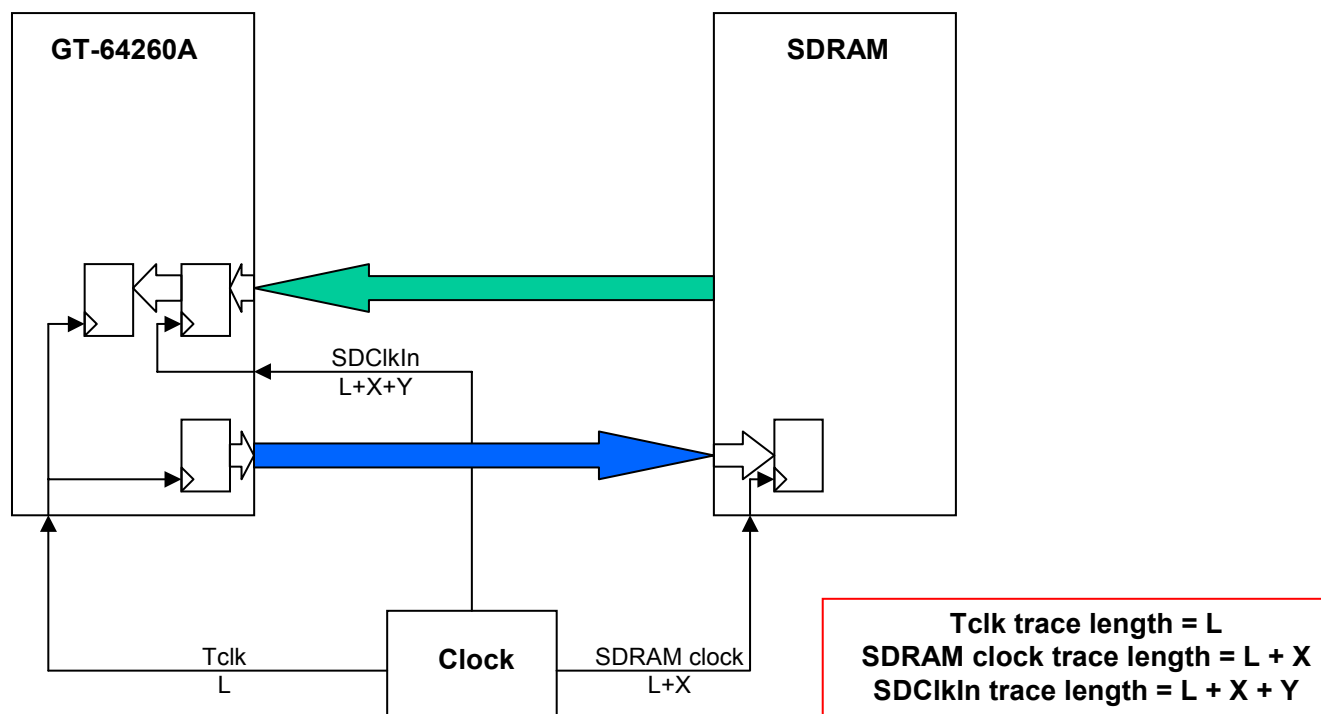 GT-64260A
SDRAM
SDClkIn
L+X+Y
Tclk
L
Clock
SDRAM clock
L+X
Tclk trace length = L
SDRAM clock trace length = L + X
SDClkIn trace length = L + X + Y